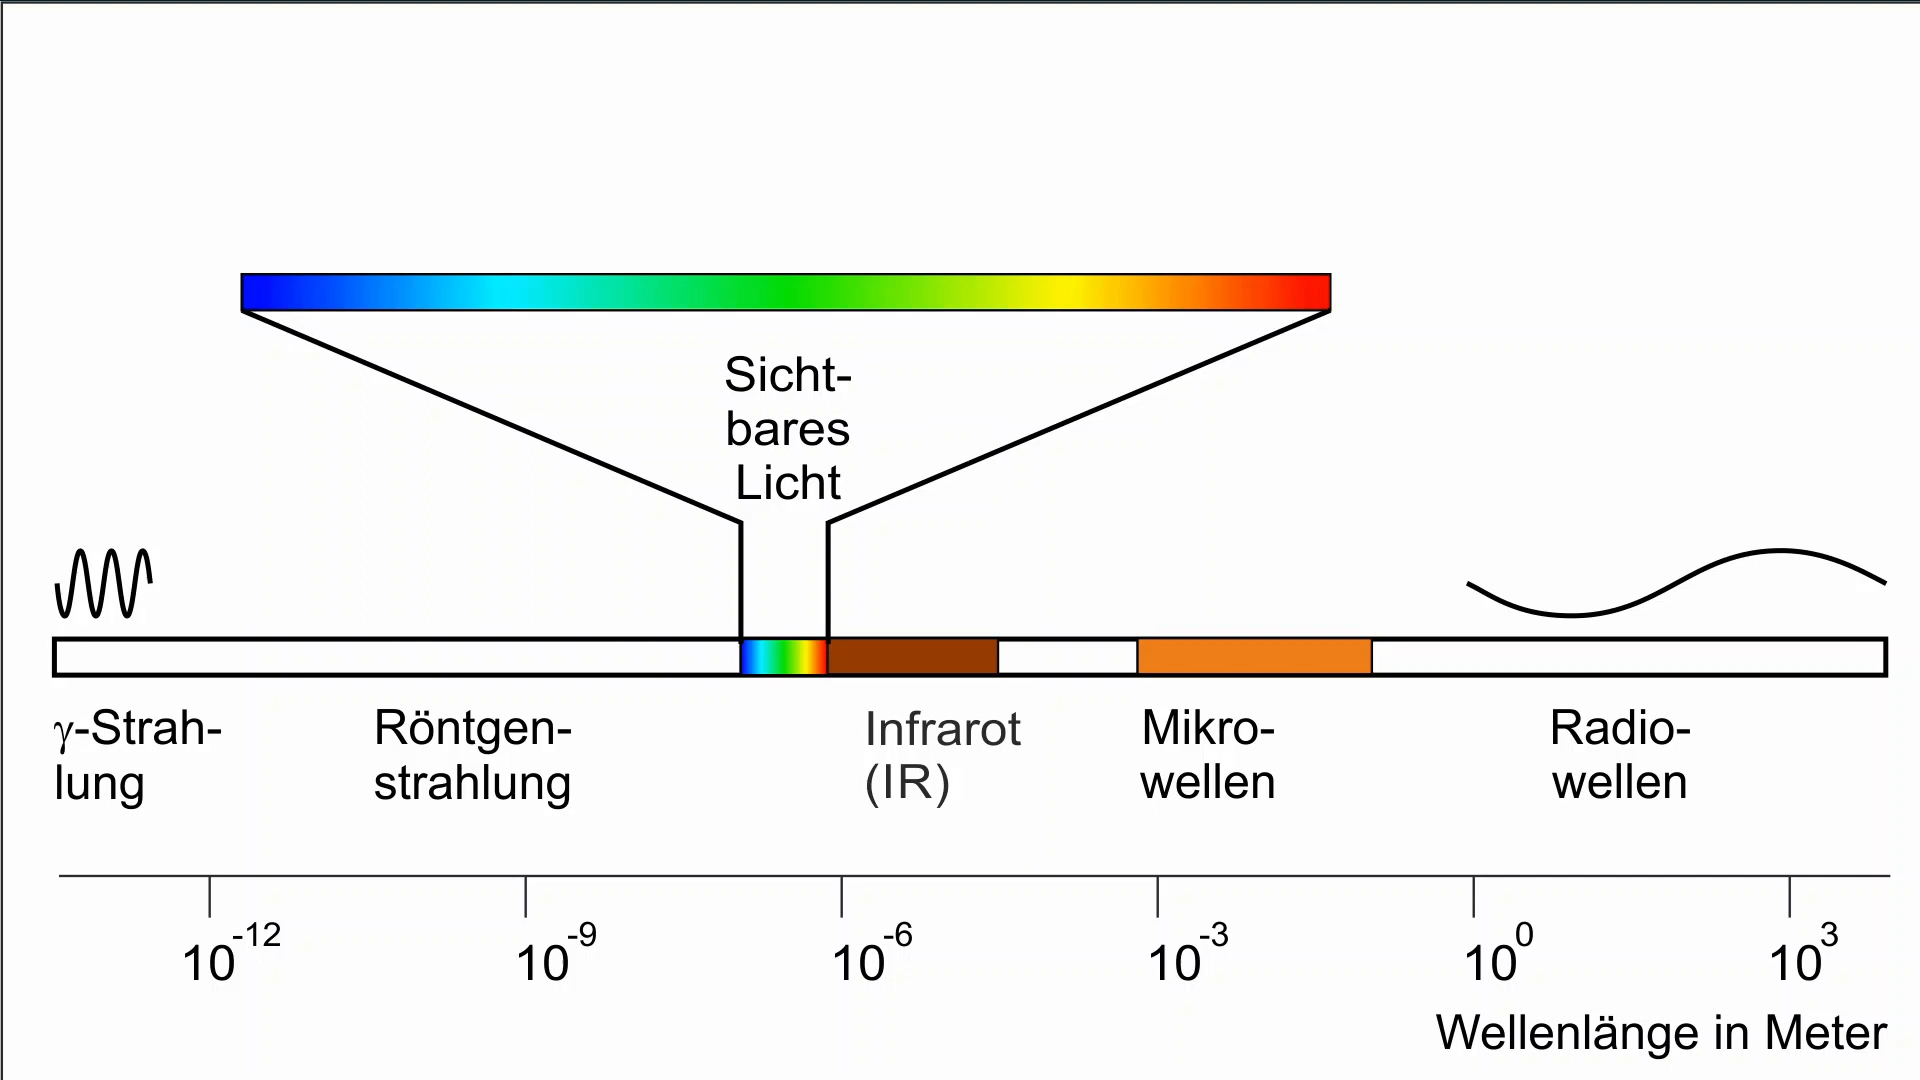 Sicht-
bares
Licht
γ-Strah-
lung
Röntgen-
strahlung
Infrarot
(IR)
Mikro-
wellen
Radio-
wellen
10⁻¹² 10⁻⁹ 10⁻⁶ 10⁻³ 10⁰ 10³
Wellenlänge in Meter